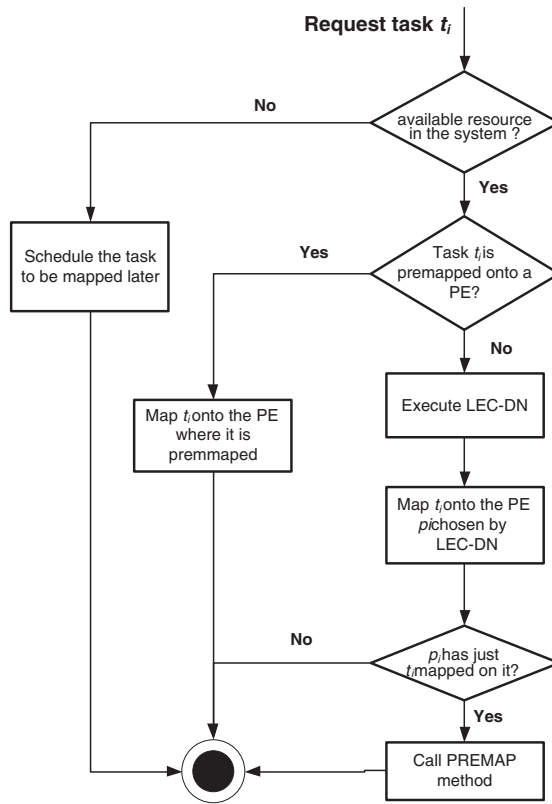 Request task ti
No
available resource
in the system ?
Yes
Schedule the task
to be mapped later
Yes
Task ti is
premapped onto a
PE?
No
Map ti onto the PE
where it is
premmaped
Execute LEC-DN
Map ti onto the PE
pi chosen by
LEC-DN
No
pi has just
ti mapped on it?
Yes
Call PREMAP
method